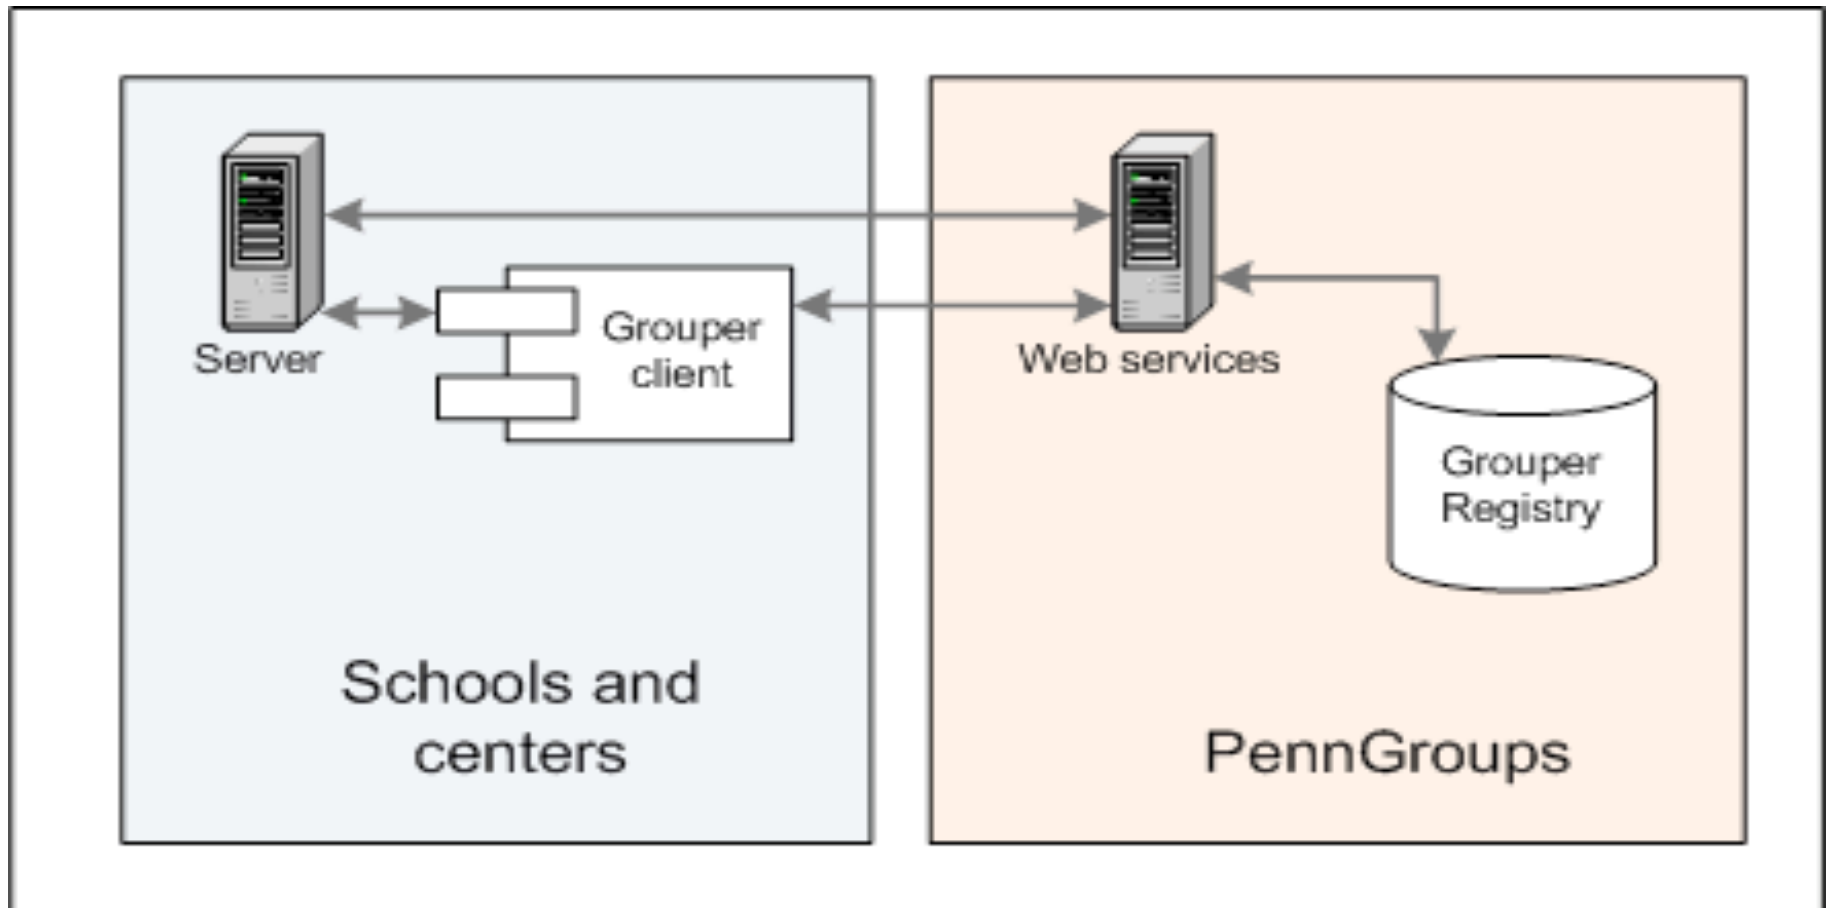 Server
Grouper
client
Web services
Grouper
Registry
Schools and
centers
PennGroups